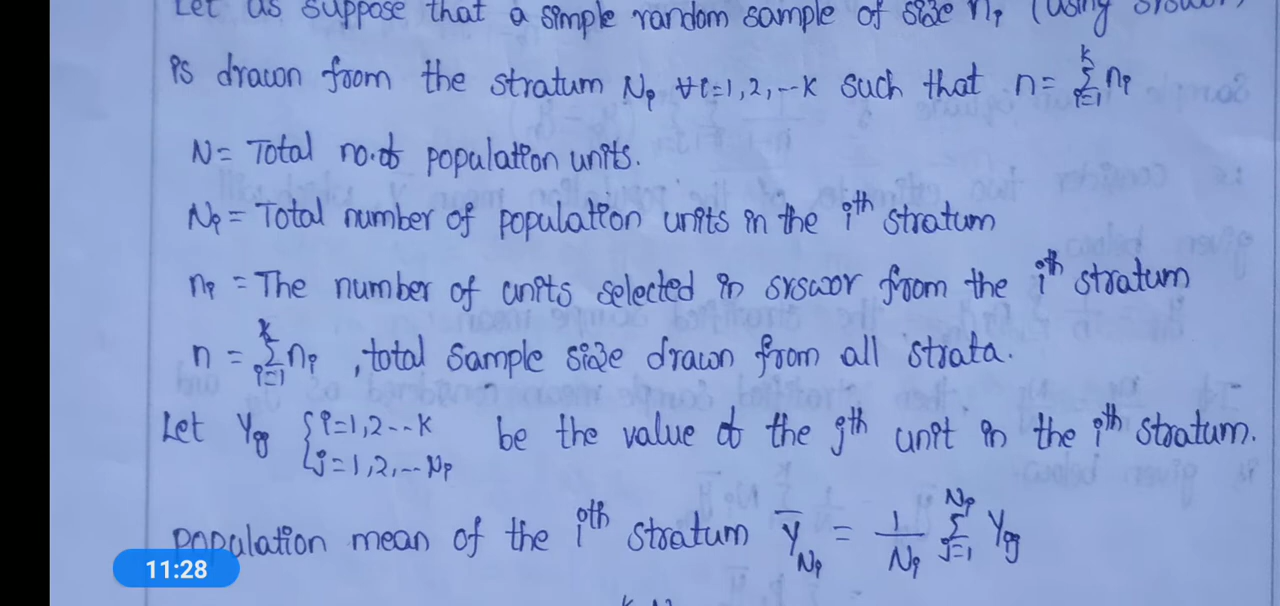 Let us suppose that a simple random sample of size nᵢ (using srswor)
is drawn from the stratum Nᵢ ∀ i=1,2,--K such that n= Σᵢ₌₁ᵏ nᵢ
N= Total no.of population units.
Nᵢ = Total number of population units in the iᵗʰ stratum
nᵢ = The number of units selected in srswor from the iᵗʰ stratum
n = Σᵢ₌₁ᵏ nᵢ , total sample size drawn from all strata.
Let Yᵢⱼ {i=1,2--K be the value of the jᵗʰ unit in the iᵗʰ stratum.
j=1,2,--Nᵢ
population mean of the iᵗʰ stratum Ȳ_Nᵢ = 1/Nᵢ Σⱼ₌₁^Nᵢ Yᵢⱼ
11:28